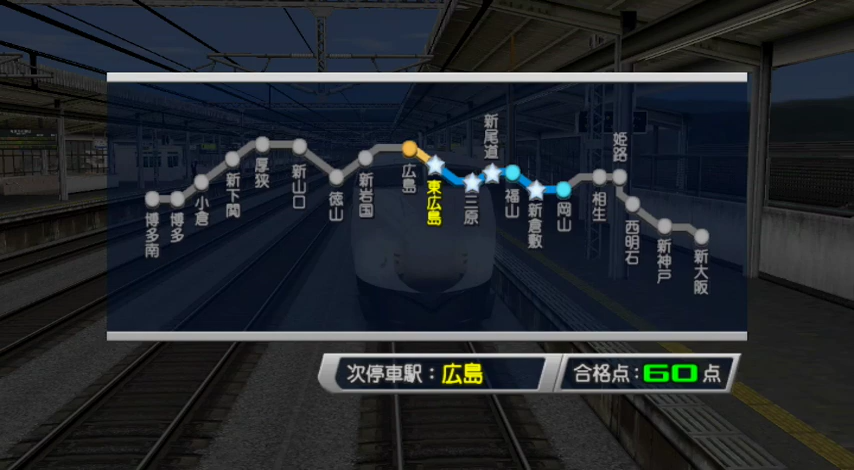 博多南
博多
小倉
新下関
厚狭
新山口
徳山
新岩国
広島
東広島
三原
新尾道
福山
新倉敷
岡山
相生
姫路
西明石
新神戸
新大阪
次停車駅：広島
合格点：60点